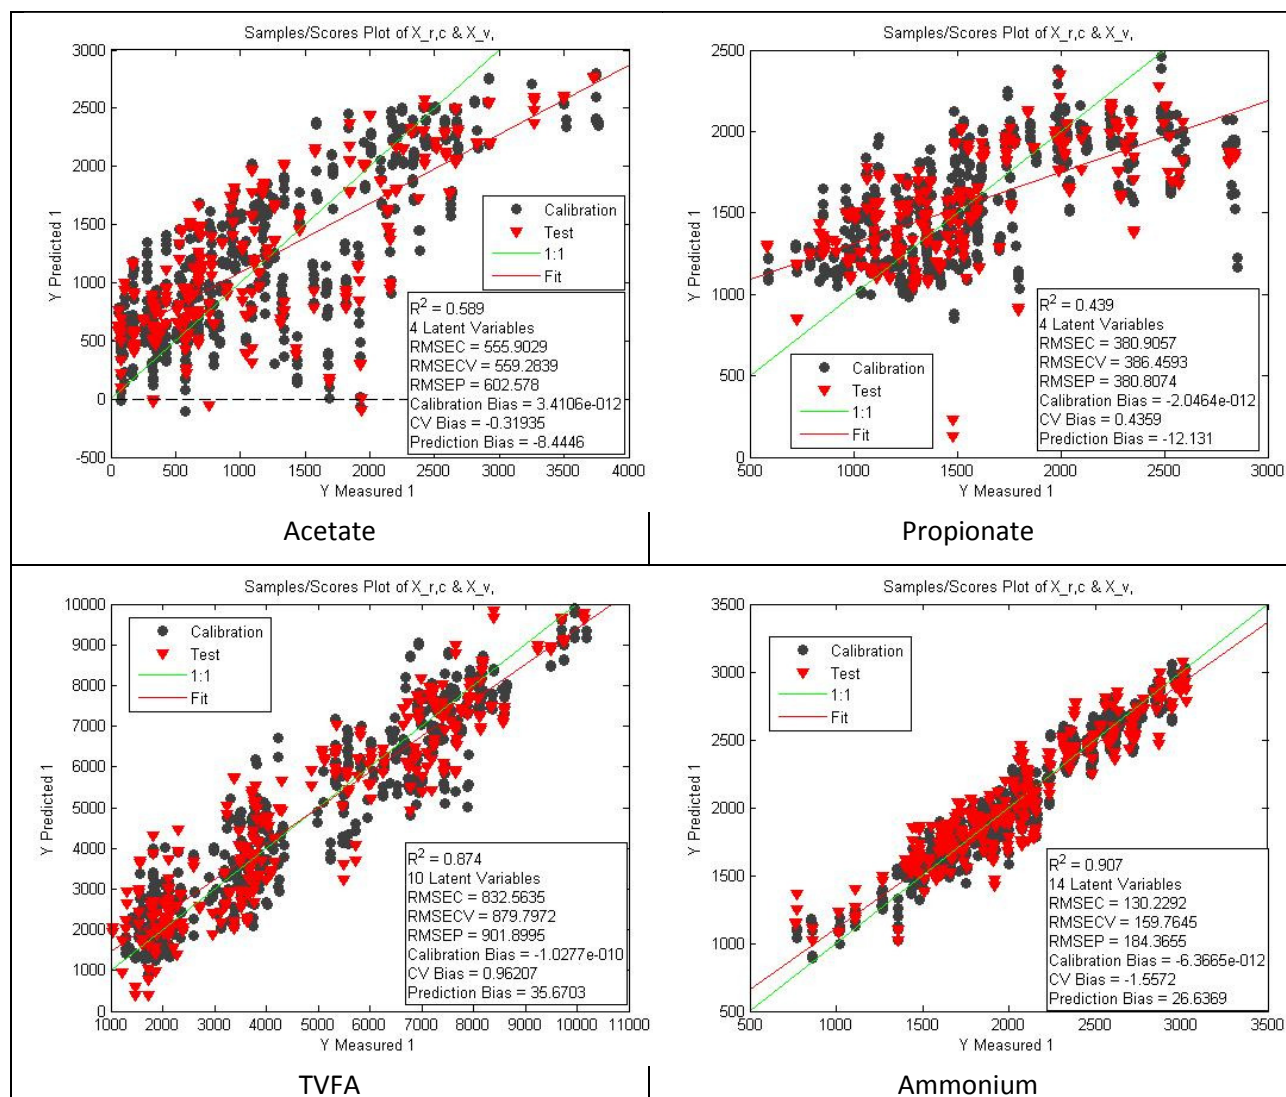 Samples/Scores Plot of X_r,c & X_v,
3000
2500
2000
1500
1000
500
0
-500
Y Predicted 1
0 500 1000 1500 2000 2500 3000 3500 4000
Y Measured 1
Calibration
Test
1:1
Fit
R² = 0.589
4 Latent Variables
RMSEC = 555.9029
RMSECV = 559.2839
RMSEP = 602.578
Calibration Bias = 3.4106e-012
CV Bias = -0.31935
Prediction Bias = -8.4446
Acetate
Samples/Scores Plot of X_r,c & X_v,
2500
2000
1500
1000
500
0
Y Predicted 1
500 1000 1500 2000 2500 3000
Y Measured 1
Calibration
Test
1:1
Fit
R² = 0.439
4 Latent Variables
RMSEC = 380.9057
RMSECV = 386.4593
RMSEP = 380.8074
Calibration Bias = -2.0464e-012
CV Bias = 0.4359
Prediction Bias = -12.131
Propionate
Samples/Scores Plot of X_r,c & X_v,
10000
9000
8000
7000
6000
5000
4000
3000
2000
1000
0
Y Predicted 1
1000 2000 3000 4000 5000 6000 7000 8000 9000 10000 11000
Y Measured 1
Calibration
Test
1:1
Fit
R² = 0.874
10 Latent Variables
RMSEC = 832.5635
RMSECV = 879.7972
RMSEP = 901.8995
Calibration Bias = -1.0277e-010
CV Bias = 0.96207
Prediction Bias = 35.6703
TVFA
Samples/Scores Plot of X_r,c & X_v,
3500
3000
2500
2000
1500
1000
500
Y Predicted 1
500 1000 1500 2000 2500 3000 3500
Y Measured 1
Calibration
Test
1:1
Fit
R² = 0.907
14 Latent Variables
RMSEC = 130.2292
RMSECV = 159.7645
RMSEP = 184.3655
Calibration Bias = -6.3665e-012
CV Bias = -1.5572
Prediction Bias = 26.6369
Ammonium